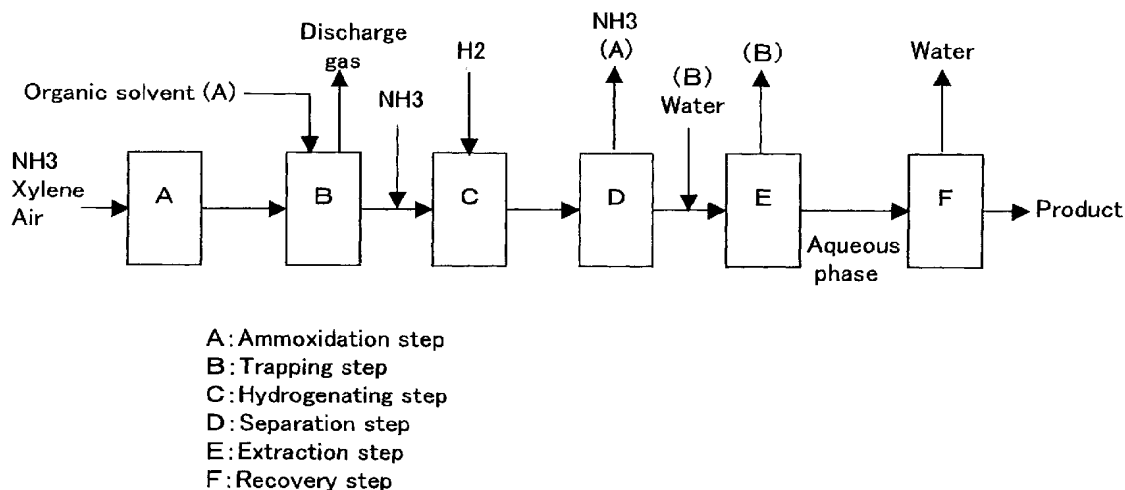 Discharge
gas
Organic solvent (A)
NH3
H2
NH3
(A)
(B)
Water
(B)
Water
NH3
Xylene
Air
A
B
C
D
E
F
Product
Aqueous
phase
A:Ammoxidation step
B:Trapping step
C:Hydrogenating step
D:Separation step
E:Extraction step
F:Recovery step